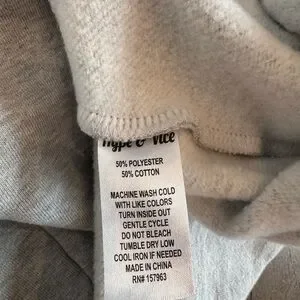 Hype & Vice
50% POLYESTER
50% COTTON
MACHINE WASH COLD
WITH LIKE COLORS
TURN INSIDE OUT
GENTLE CYCLE
DO NOT BLEACH
TUMBLE DRY LOW
COOL IRON IF NEEDED
MADE IN CHINA
RN# 157963